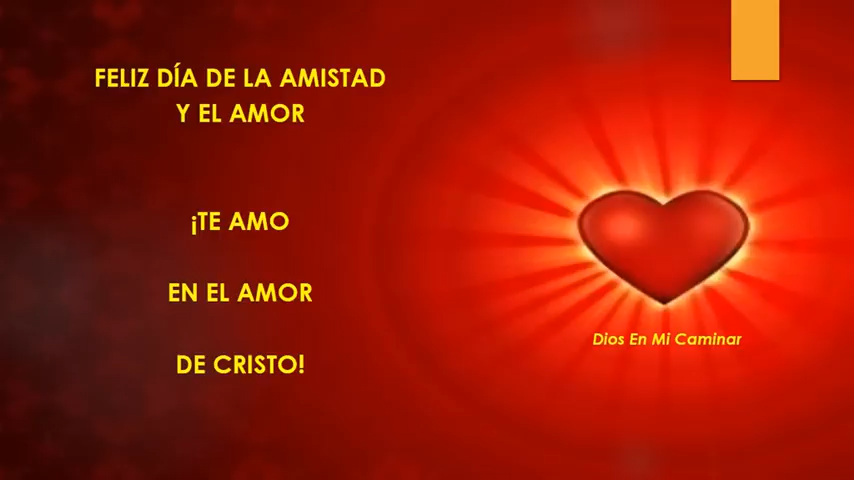 FELIZ DÍA DE LA AMISTAD
Y EL AMOR
¡TE AMO
EN EL AMOR
DE CRISTO!
Dios En Mi Caminar